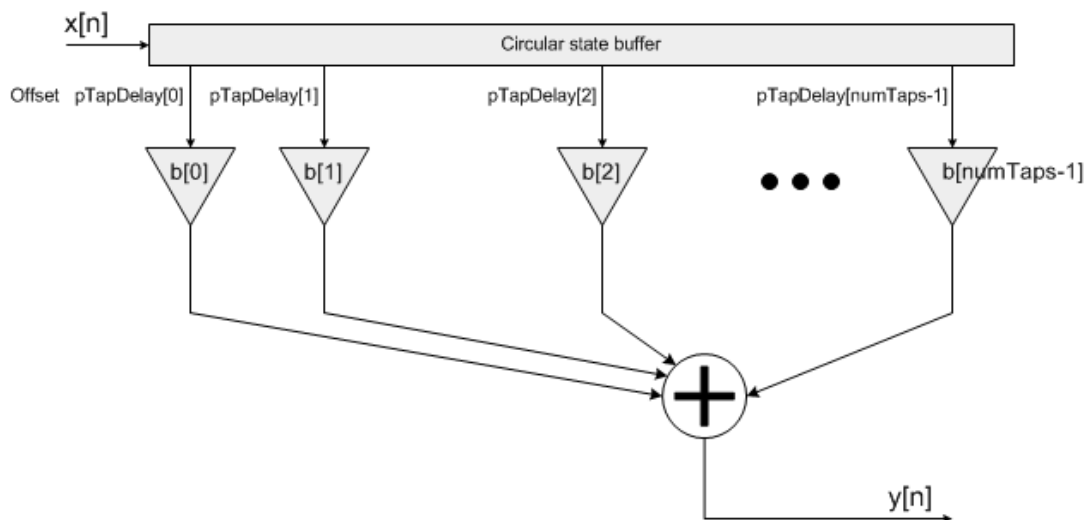 x[n]
Circular state buffer
Offset pTapDelay[0] pTapDelay[1] pTapDelay[2] pTapDelay[numTaps-1]
b[0] b[1] b[2] b[numTaps-1]
y[n]